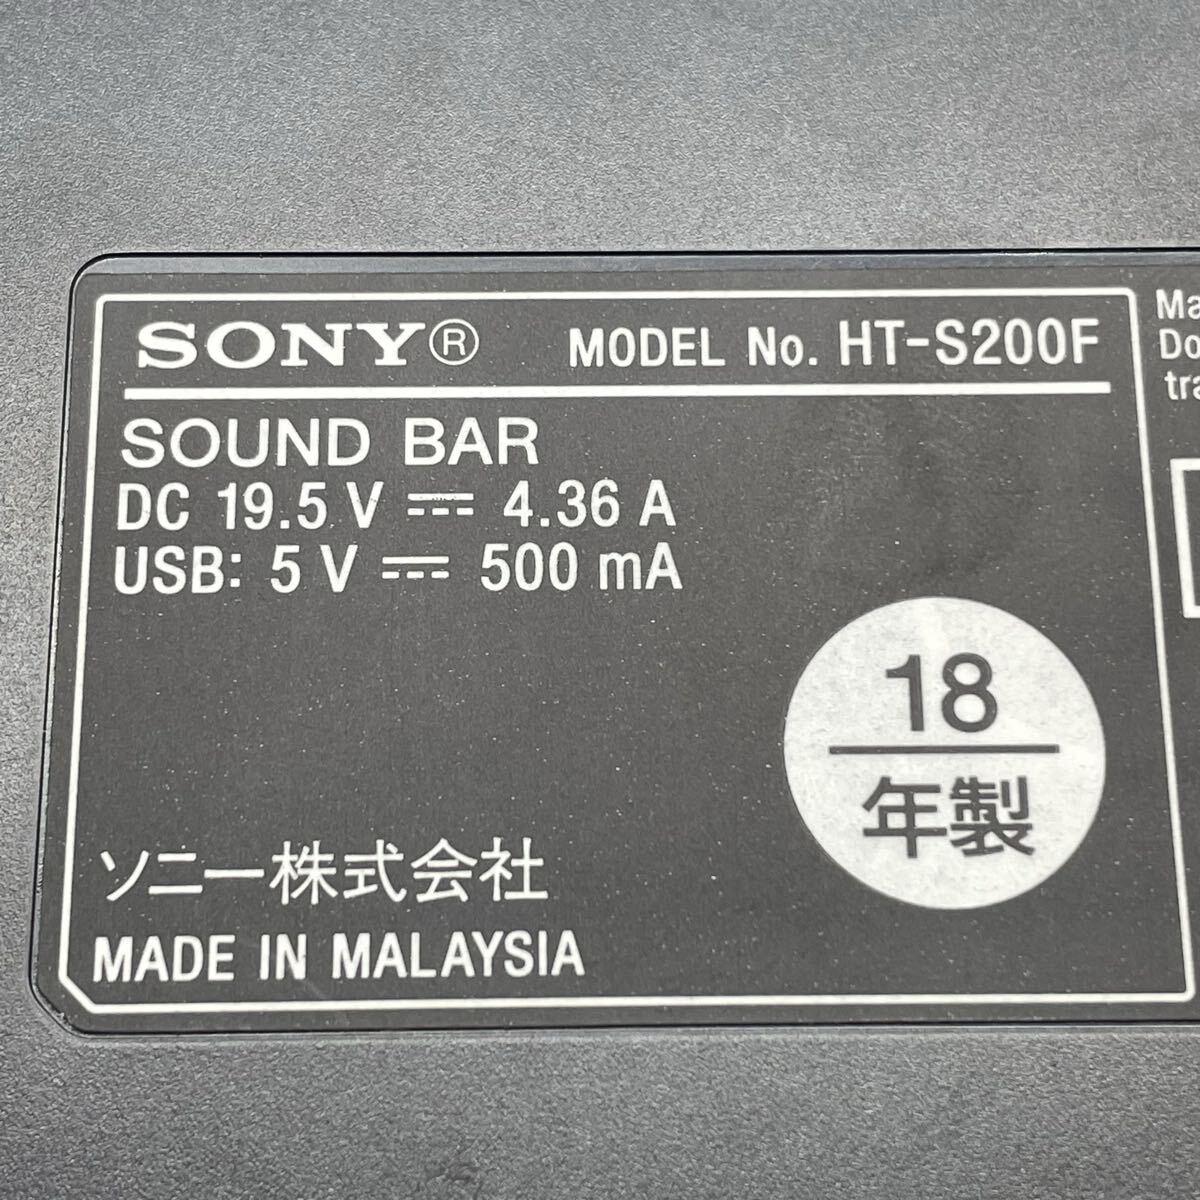 SONY® MODEL No. HT-S200F
SOUND BAR
DC 19.5 V ⎓ 4.36 A
USB: 5 V ⎓ 500 mA
18
年製
ソニー株式会社
MADE IN MALAYSIA